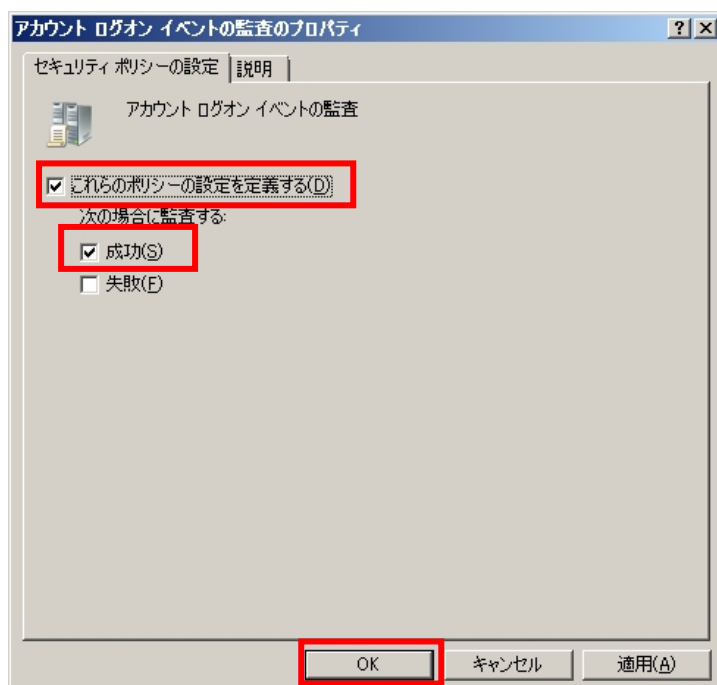 アカウント ログオン イベントの監査のプロパティ
セキュリティ ポリシーの設定 説明
アカウント ログオン イベントの監査
これらのポリシーの設定を定義する(D)
次の場合に監査する:
成功(S)
失敗(F)
OK キャンセル 適用(A)